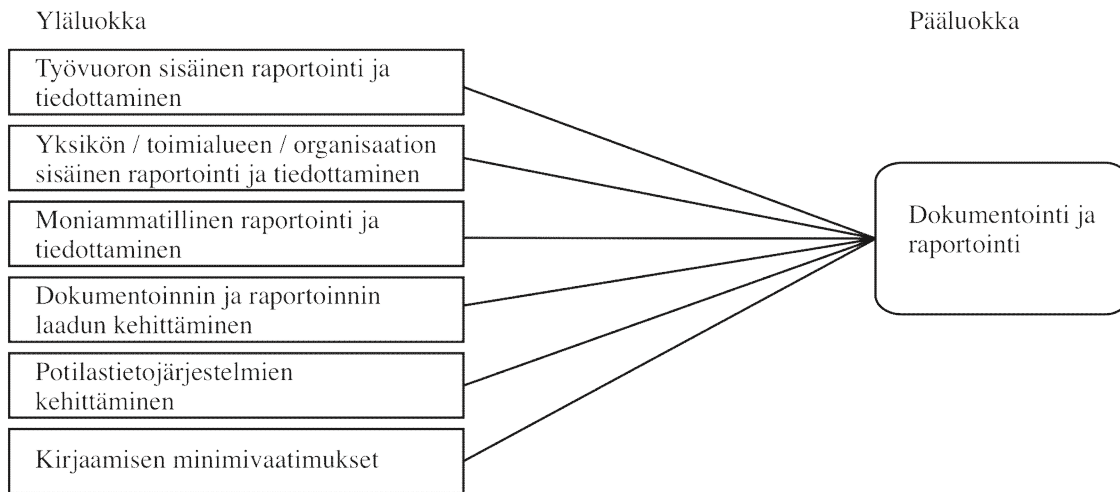 Yläluokka
Pääluokka
Työvuoron sisäinen raportointi ja
tiedottaminen
Yksikön / toimialueen / organisaation
sisäinen raportointi ja tiedottaminen
Moniammatillinen raportointi ja
tiedottaminen
Dokumentoinnin ja raportoinnin
laadun kehittäminen
Potilastietojärjestelmien
kehittäminen
Kirjaamisen minimivaatimukset
Dokumentointi ja
raportointi